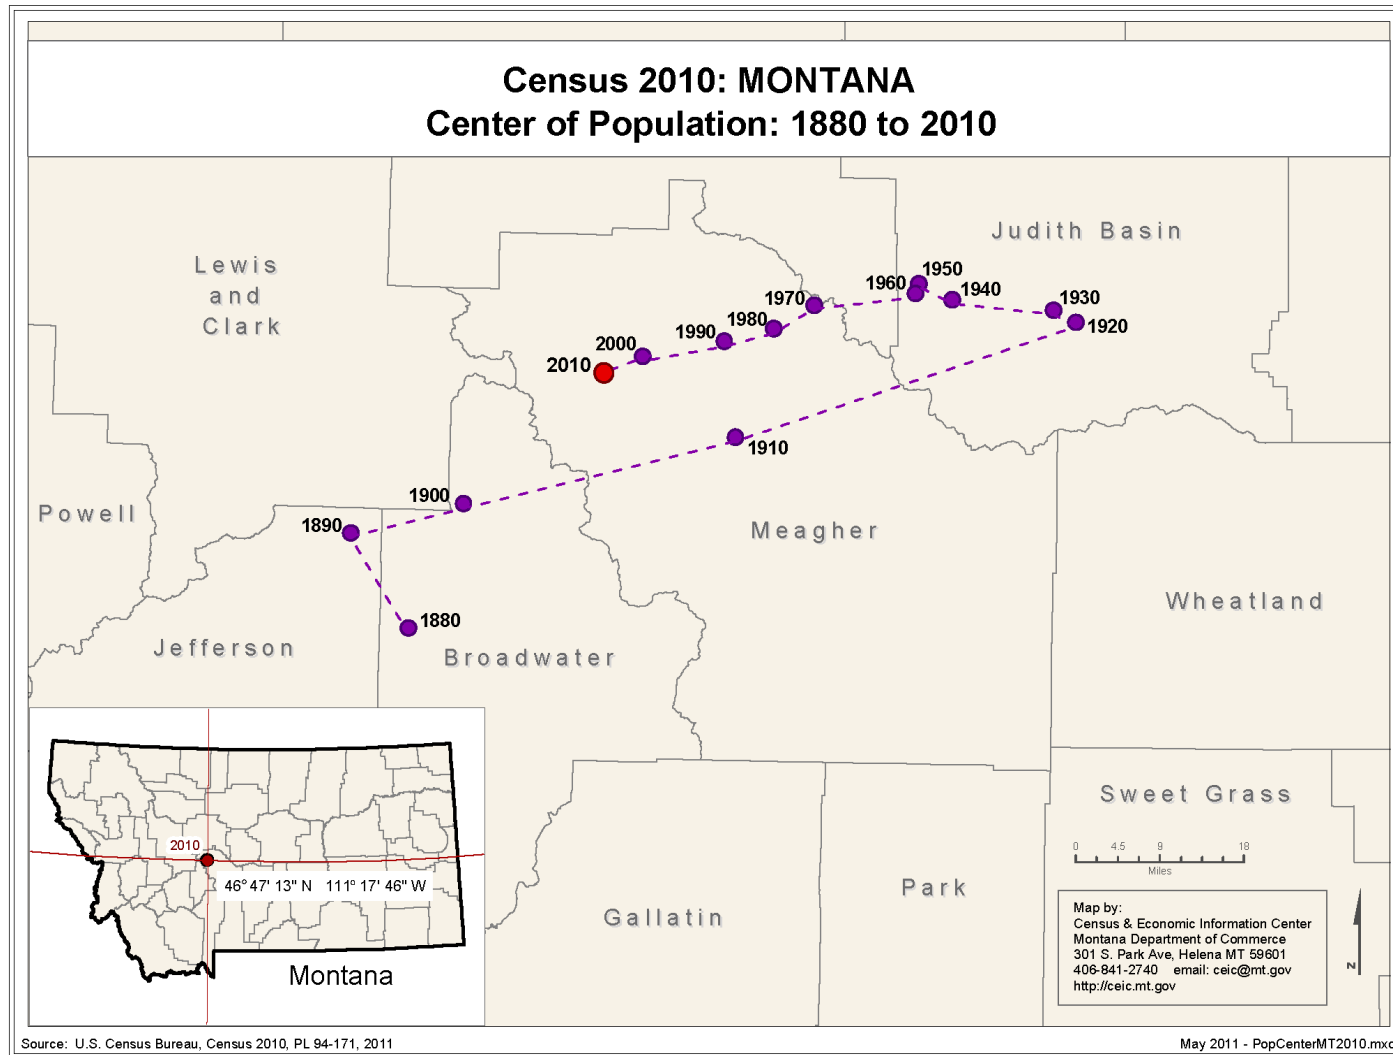 Census 2010: MONTANA
Center of Population: 1880 to 2010
Judith Basin
Lewis
and
Clark
1950
1960
1940
1970
1930
1980
1920
1990
2000
2010
1910
1900
Powell
1890
Meagher
Wheatland
1880
Jefferson
Broadwater
Sweet Grass
2010
0 4.5 9 18
Miles
46° 47' 13" N 111° 17' 46" W
Park
Gallatin
Montana
Map by:
Census & Economic Information Center
Montana Department of Commerce
301 S. Park Ave, Helena MT 59601
406-841-2740 email: ceic@mt.gov
http://ceic.mt.gov
N
Source: U.S. Census Bureau, Census 2010, PL 94-171, 2011
May 2011 - PopCenterMT2010.mxd